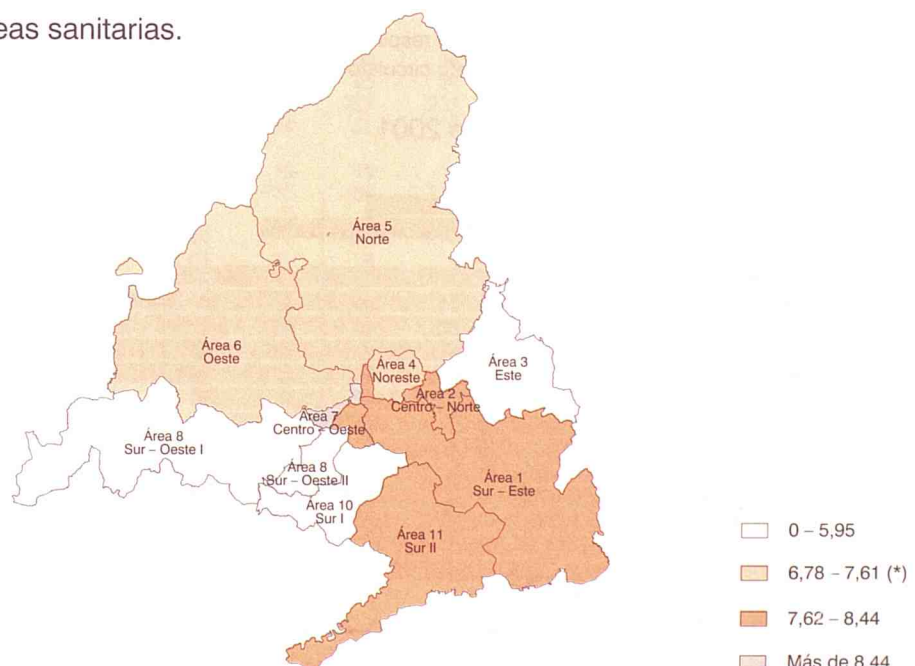 eas sanitarias.
Área 5
Norte
Área 6
Oeste
Área 4
Noreste
Área 3
Este
Área 2
Centro – Norte
Área 7
Centro – Oeste
Área 8
Sur – Oeste I
Área 8
Sur – Oeste II
Área 1
Sur – Este
Área 10
Sur I
Área 11
Sur II
0 – 5,95
6,78 – 7,61 (*)
7,62 – 8,44
Más de 8,44